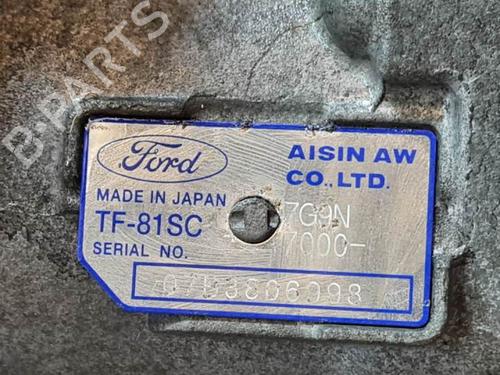 B-PARTS
Ford
AISIN AW
CO., LTD.
MADE IN JAPAN
TF-81SC
7G9N
7000-
SERIAL NO.